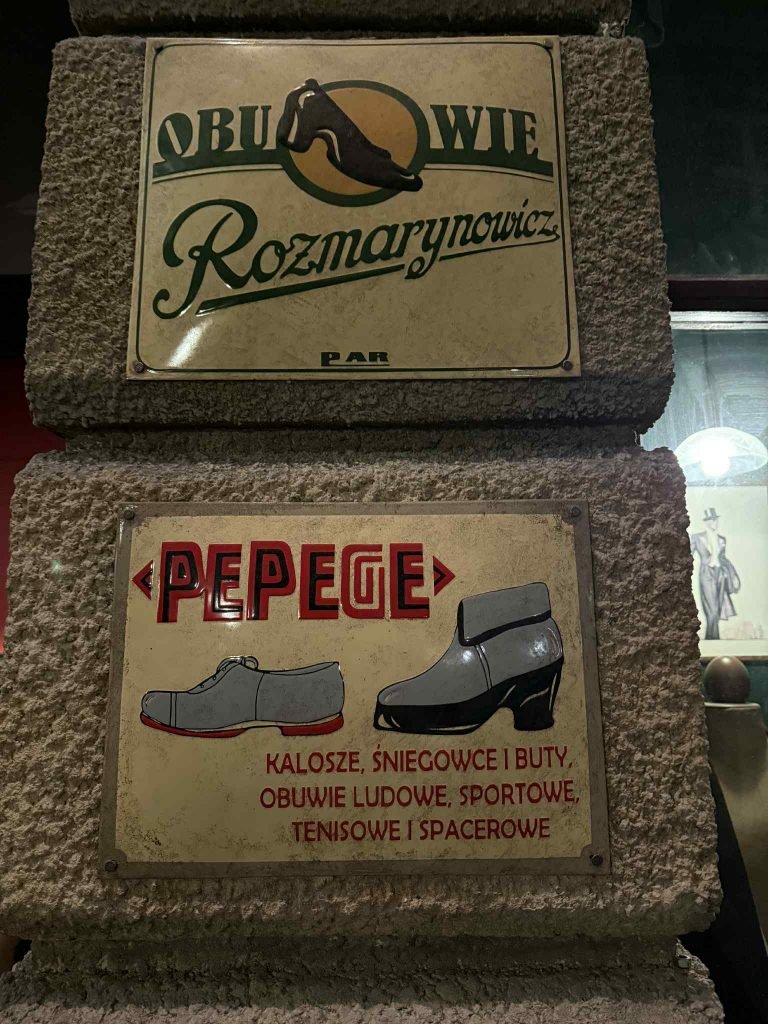 OBUWIE
Rozmarynowicz
PAR
PEPEGE
KALOSZE, ŚNIEGOWCE I BUTY,
OBUWIE LUDOWE, SPORTOWE,
TENISOWE I SPACEROWE